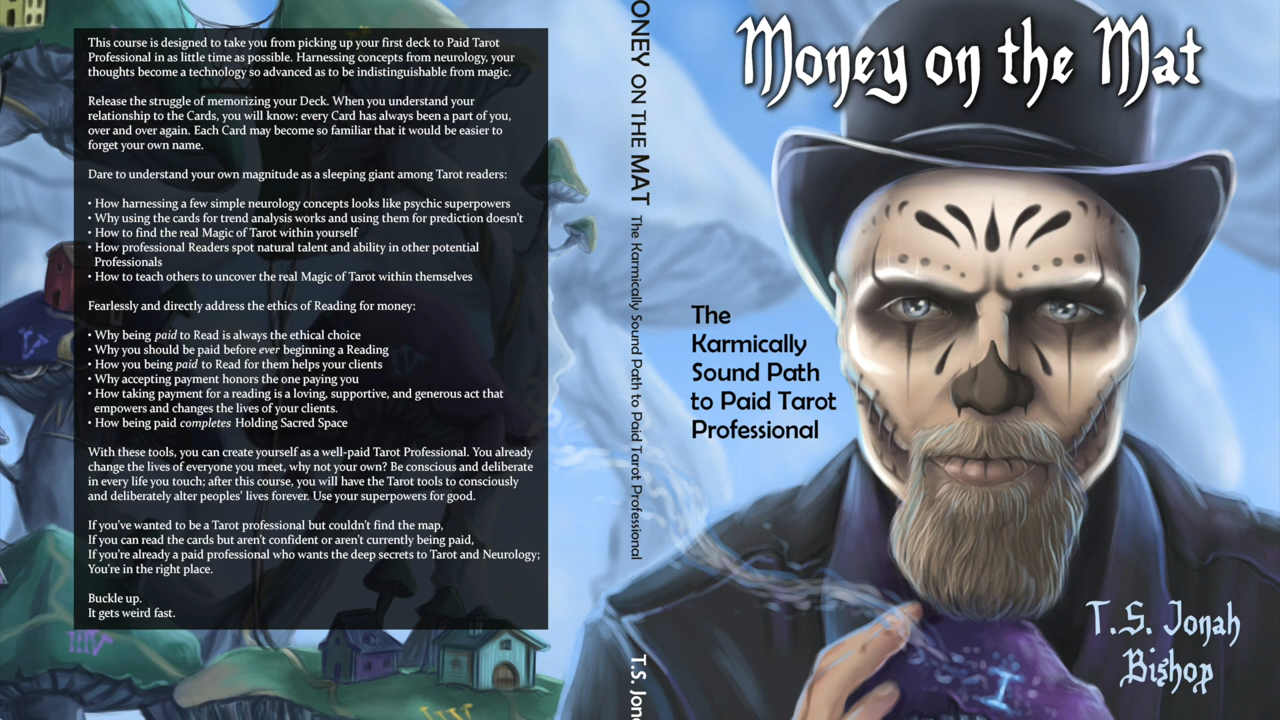 This course is designed to take you from picking up your first deck to Paid Tarot
Professional in as little time as possible. Harnessing concepts from neurology, your
thoughts become a technology so advanced as to be indistinguishable from magic.
Release the struggle of memorizing your Deck. When you understand your
relationship to the Cards, you will know: every Card has always been a part of you,
over and over again. Each Card may become so familiar that it would be easier to
forget your own name.
Dare to understand your own magnitude as a sleeping giant among Tarot readers:
• How harnessing a few simple neurology concepts looks like psychic superpowers
• Why using the cards for trend analysis works and using them for prediction doesn't
• How to find the real Magic of Tarot within yourself
• How professional Readers spot natural talent and ability in other potential
Professionals
• How to teach others to uncover the real Magic of Tarot within themselves
Fearlessly and directly address the ethics of Reading for money:
• Why being paid to Read is always the ethical choice
• Why you should be paid before ever beginning a Reading
• How you being paid to Read for them helps your clients
• Why accepting payment honors the one paying you
• How taking payment for a reading is a loving, supportive, and generous act that
empowers and changes the lives of your clients.
• How being paid completes Holding Sacred Space
With these tools, you can create yourself as a well-paid Tarot Professional. You already
change the lives of everyone you meet, why not your own? Be conscious and deliberate
in every life you touch; after this course, you will have the Tarot tools to consciously
and deliberately alter peoples' lives forever. Use your superpowers for good.
If you've wanted to be a Tarot professional but couldn't find the map,
If you can read the cards but aren't confident or aren't currently being paid,
If you're already a paid professional who wants the deep secrets to Tarot and Neurology;
You're in the right place.
Buckle up.
It gets weird fast.
ONEY ON THE MAT The Karmically Sound Path to Paid Tarot Professional T.S. Jon
Money on the Mat
The
Karmically
Sound Path
to Paid Tarot
Professional
T.S. Jonah
Bishop
I